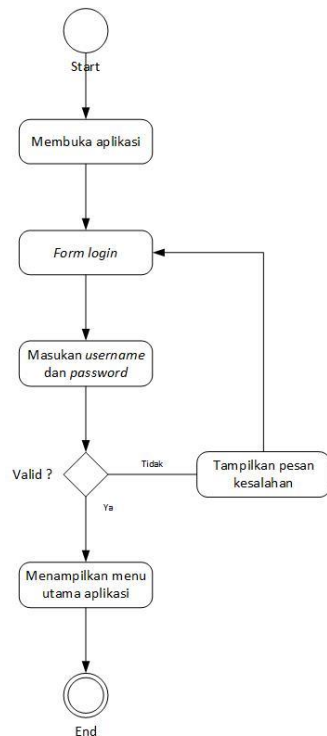 Start
Membuka aplikasi
Form login
Masukan username
dan password
Valid ?
Tidak
Tampilkan pesan
kesalahan
Ya
Menampilkan menu
utama aplikasi
End